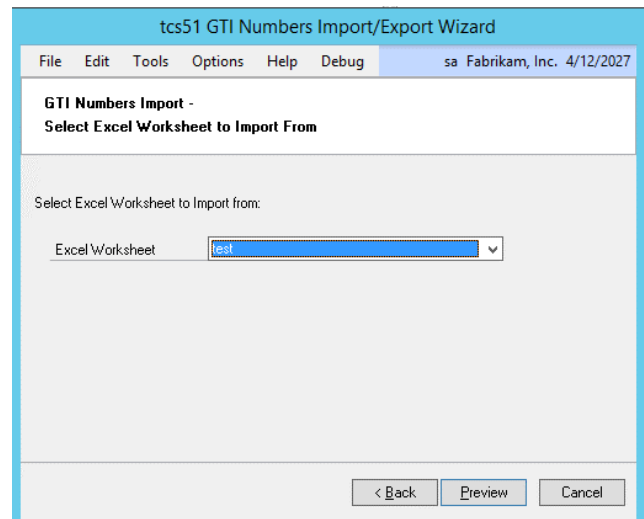 tcs51 GTI Numbers Import/Export Wizard
File Edit Tools Options Help Debug sa Fabrikam, Inc. 4/12/2027
GTI Numbers Import -
Select Excel Worksheet to Import From
Select Excel Worksheet to Import from:
Excel Worksheet test
< Back Preview Cancel